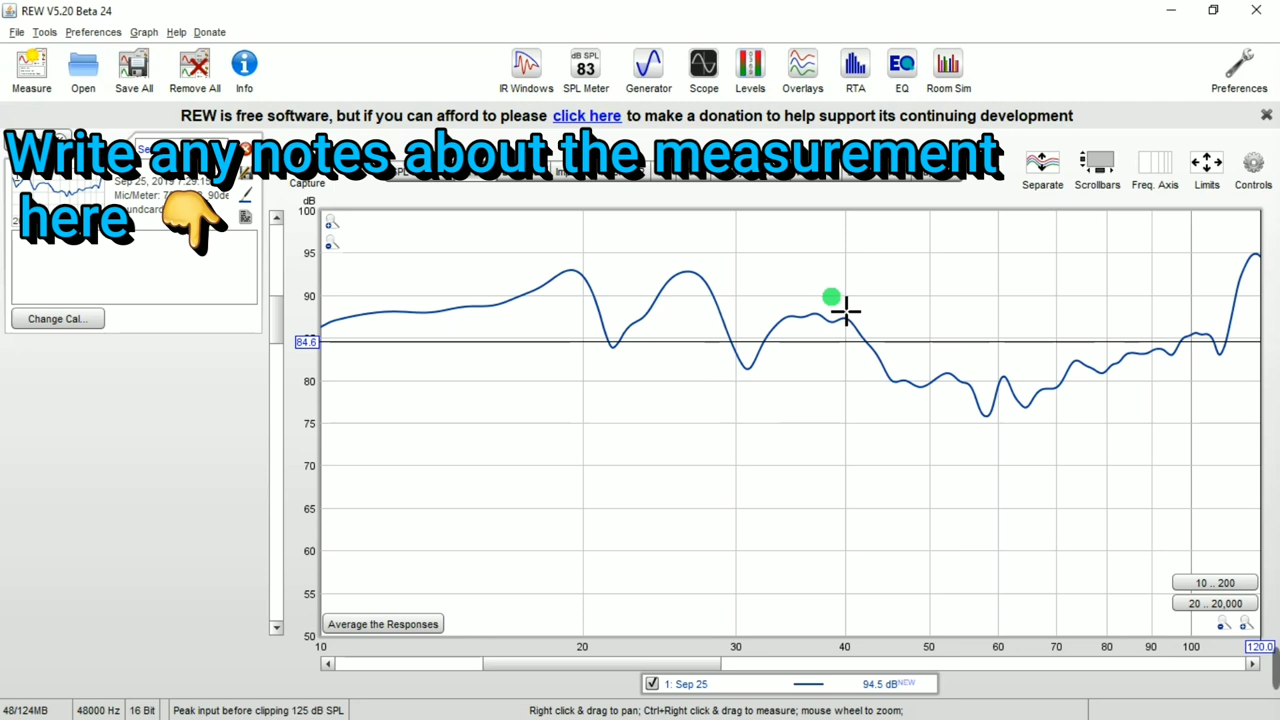 REW V5.20 Beta 24
File Tools Preferences Graph Help Donate
dB SPL
83
EQ
Measure Open Save All Remove All Info IR Windows SPL Meter Generator Scope Levels Overlays RTA EQ Room Sim Preferences
REW is free software, but if you can afford to please click here to make a donation to help support its continuing development
Write any notes about the measurement
here
Sep 25, 2019 7:29:15
Capture
Separate Scrollbars Freq. Axis Limits Controls
Change Cal...
dB
100
95
90
84.6
80
75
70
65
60
55
50
10 .. 200
20 .. 20,000
Average the Responses
10 20 30 40 50 60 70 80 90 100 120.0
1: Sep 25 94.5 dB NEW
48/124MB 48000 Hz 16 Bit Peak input before clipping 125 dB SPL Right click & drag to pan; Ctrl+Right click & drag to measure; mouse wheel to zoom;